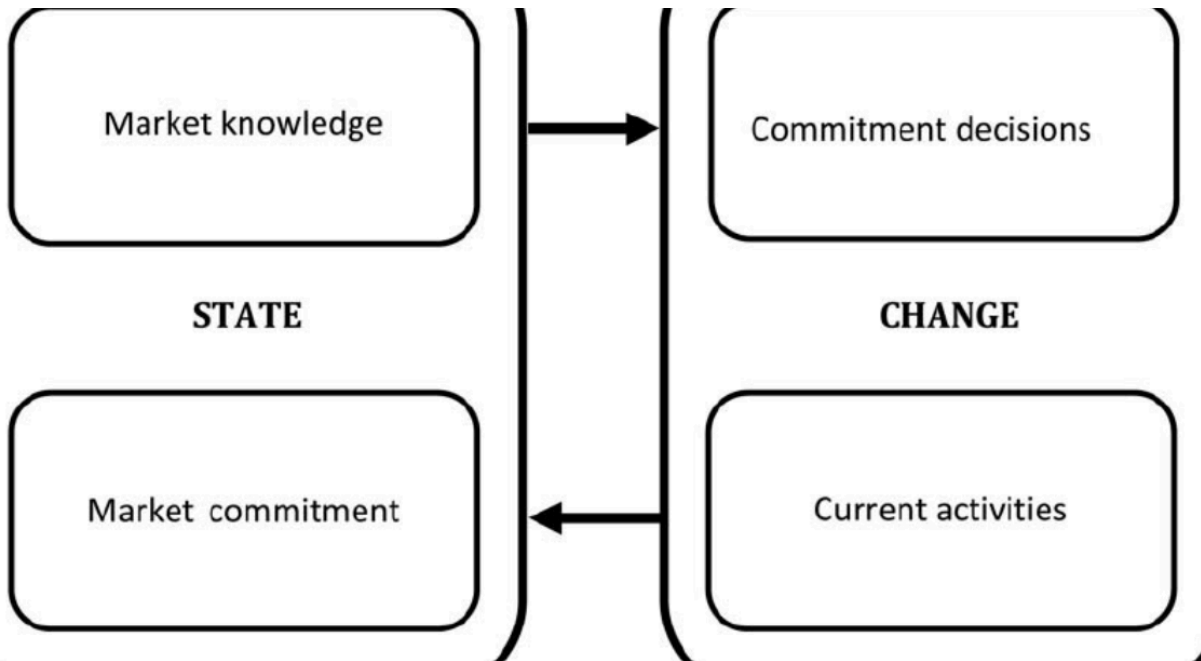 Market knowledge
Commitment decisions
STATE
CHANGE
Market commitment
Current activities